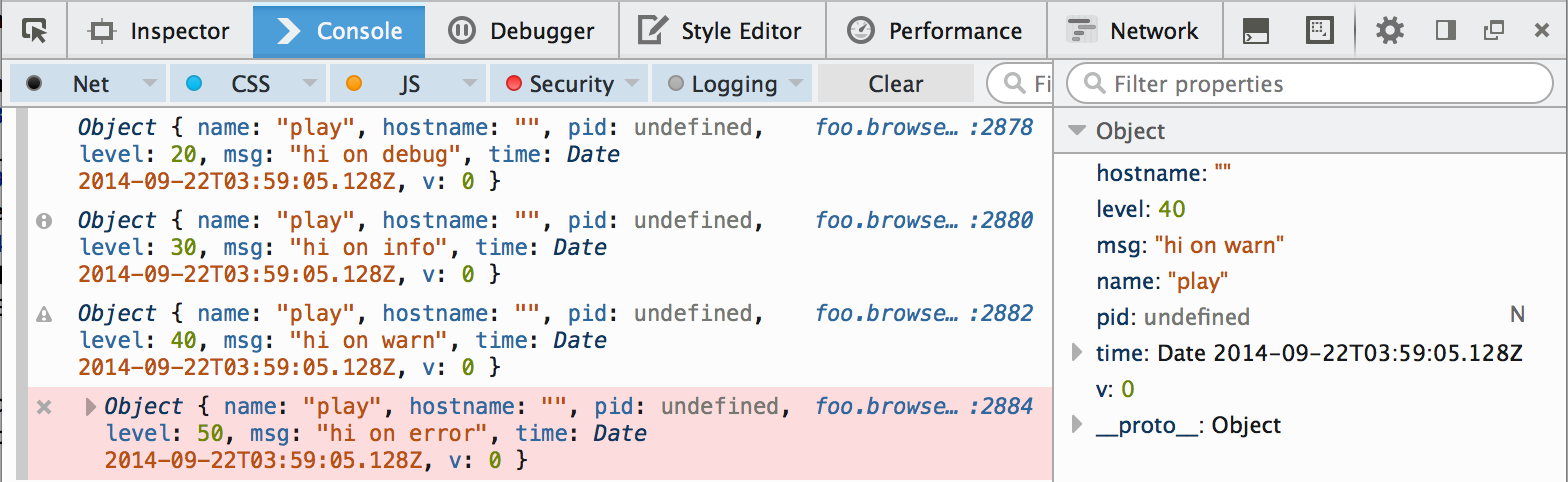 Inspector Console Debugger Style Editor Performance Network
Net CSS JS Security Logging Clear Fi Filter properties
Object { name: "play", hostname: "", pid: undefined, foo.browse… :2878
level: 20, msg: "hi on debug", time: Date
2014-09-22T03:59:05.128Z, v: 0 }
Object { name: "play", hostname: "", pid: undefined, foo.browse… :2880
level: 30, msg: "hi on info", time: Date
2014-09-22T03:59:05.128Z, v: 0 }
Object { name: "play", hostname: "", pid: undefined, foo.browse… :2882
level: 40, msg: "hi on warn", time: Date
2014-09-22T03:59:05.128Z, v: 0 }
Object { name: "play", hostname: "", pid: undefined, foo.browse… :2884
level: 50, msg: "hi on error", time: Date
2014-09-22T03:59:05.128Z, v: 0 }
Object
hostname: ""
level: 40
msg: "hi on warn"
name: "play"
pid: undefined N
time: Date 2014-09-22T03:59:05.128Z
v: 0
__proto__: Object